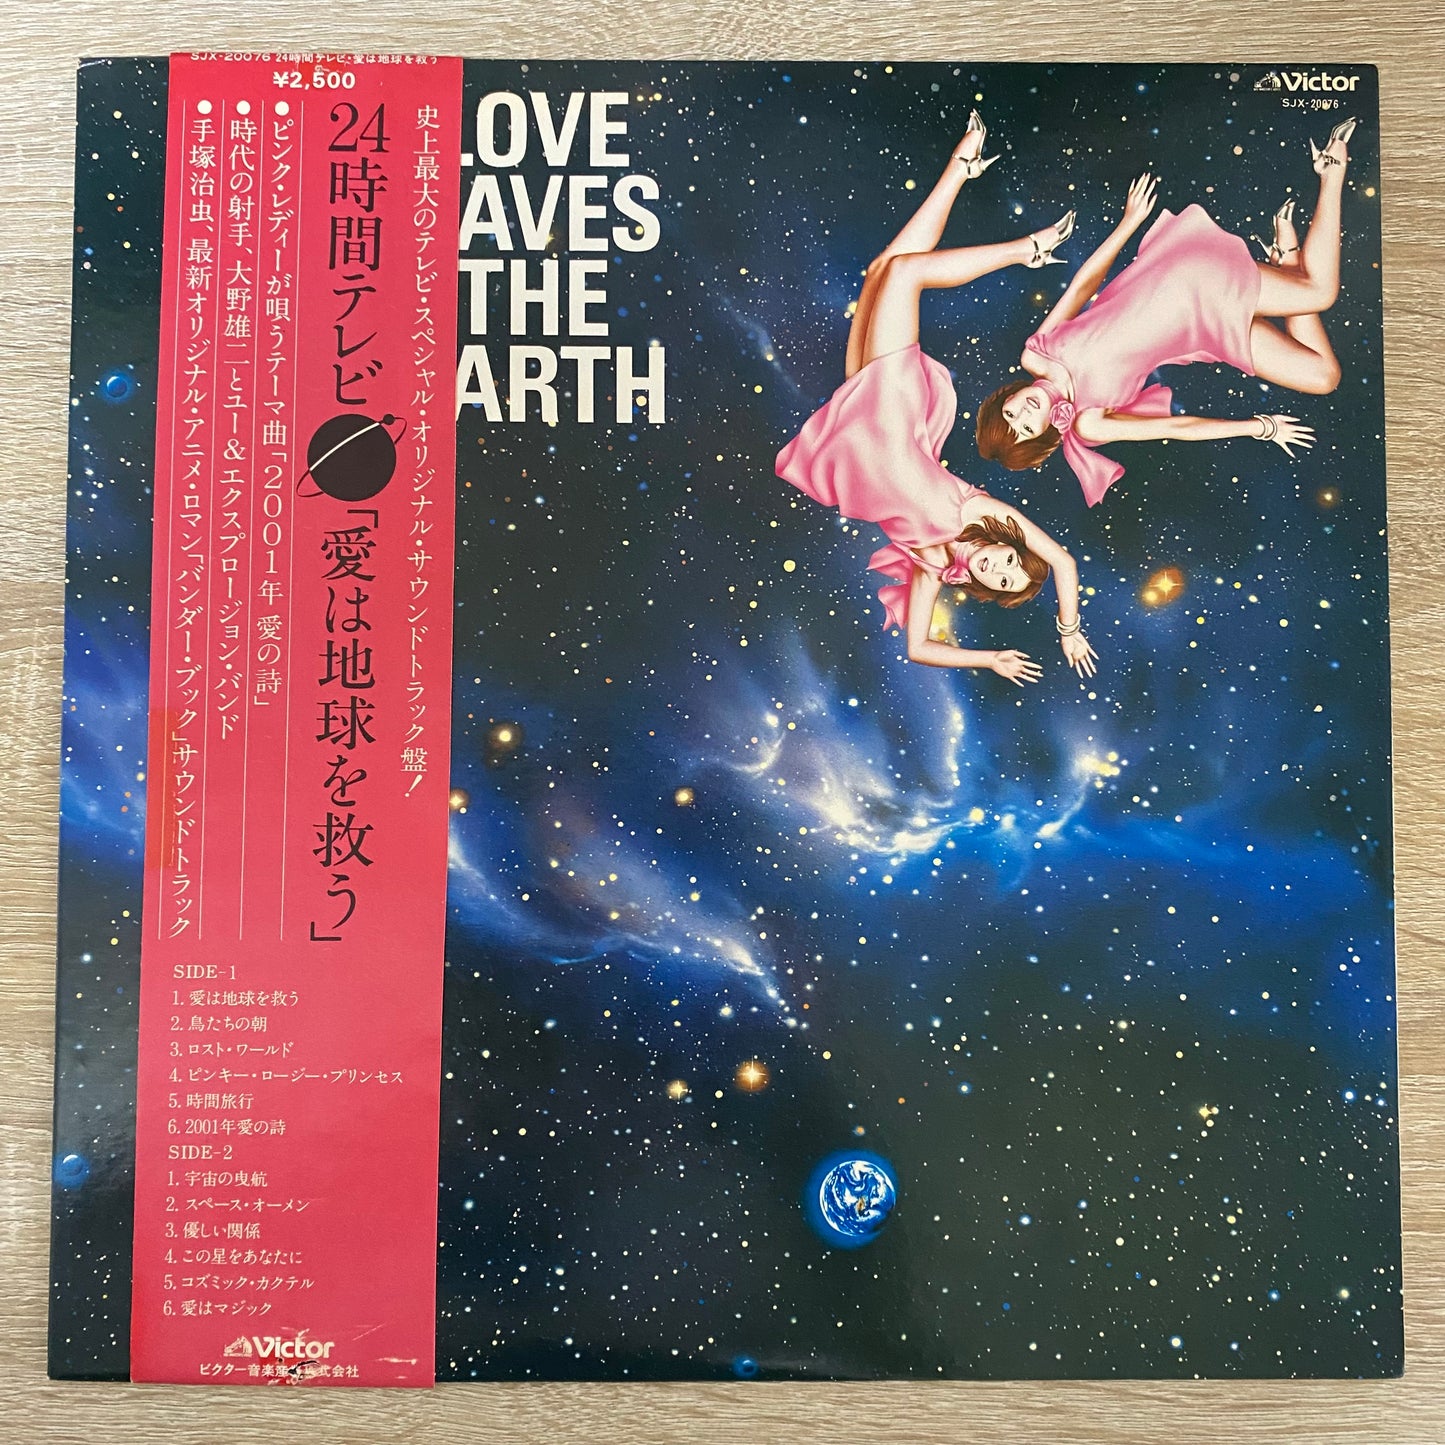 SJX-20076 24時間テレビ・愛は地球を救う
¥2,500
史上最大のテレビ・スペシャル・オリジナル・サウンドトラック盤!
24時間テレビ「愛は地球を救う」
●ピンク・レディーが唄うテーマ曲「2001年 愛の詩」
●時代の射手、大野雄二とユー&エクスプロージョン・バンド
●手塚治虫、最新オリジナル・アニメ・ロマン「バンダー・ブック」サウンドトラック
SIDE-1
1. 愛は地球を救う
2. 鳥たちの朝
3. ロスト・ワールド
4. ピンキー・ロージー・プリンセス
5. 時間旅行
6. 2001年愛の詩
SIDE-2
1. 宇宙の曳航
2. スペース・オーメン
3. 優しい関係
4. この星をあなたに
5. コズミック・カクテル
6. 愛はマジック
Victor
ビクター音楽産 式会社
LOVE
AVES
THE
ARTH
Victor
SJX-20076